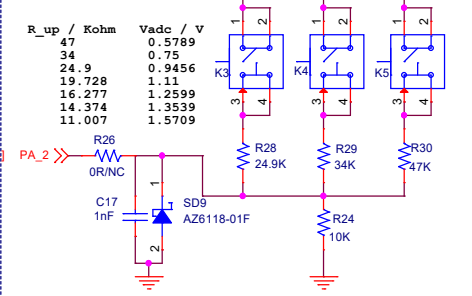 R_up / Kohm Vadc / V
47 0.5789
34 0.75
24.9 0.9456
19.728 1.11
16.277 1.2599
14.374 1.3539
11.007 1.5709
1 2 1 2 1 2
K3 K4 K5
3 4 3 4 3 4
R26
PA_2
0R/NC
R28
24.9K
R29
34K
R30
47K
C17
1nF
1
SD9
AZ6118-01F
2
R24
10K